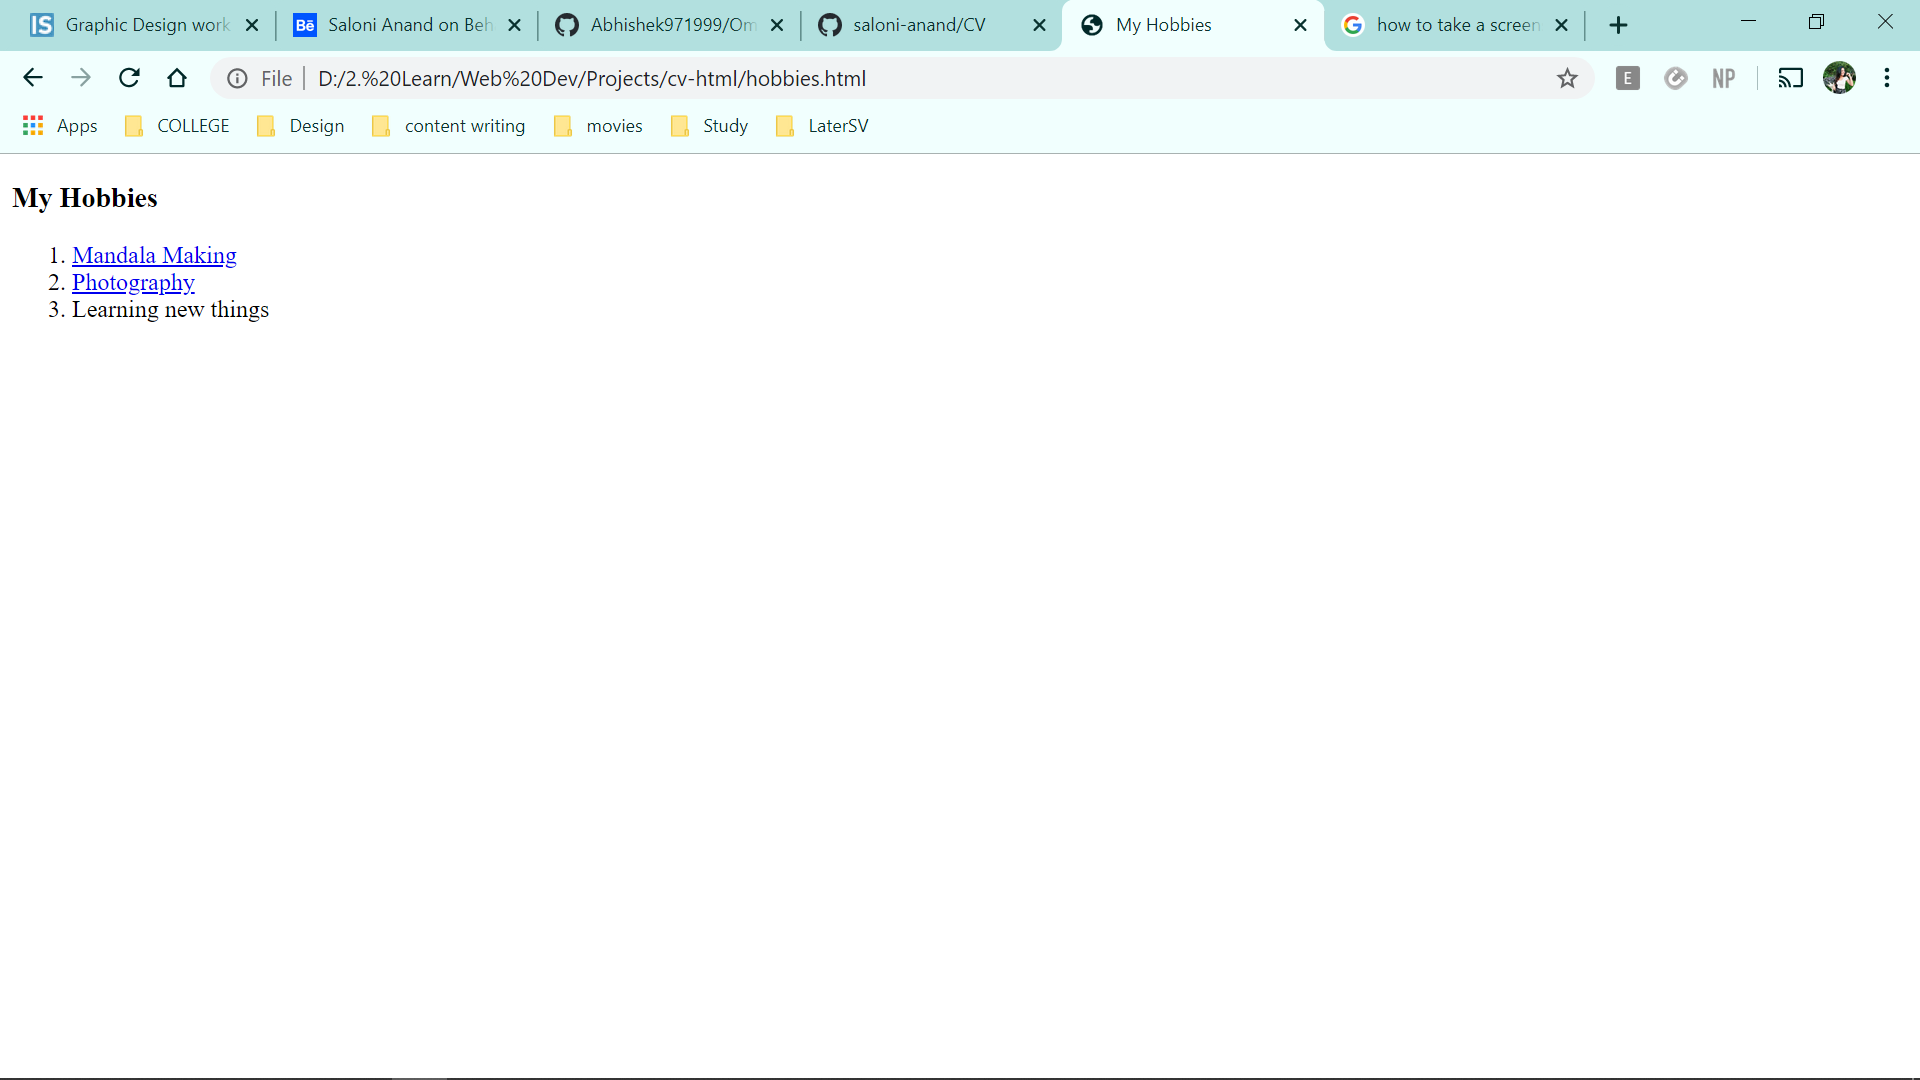 Graphic Design work
Bē Saloni Anand on Beh
Abhishek971999/Om
saloni-anand/CV
My Hobbies
how to take a screen
File D:/2.%20Learn/Web%20Dev/Projects/cv-html/hobbies.html
E
NP
Apps COLLEGE Design content writing movies Study LaterSV
My Hobbies
1. Mandala Making
2. Photography
3. Learning new things